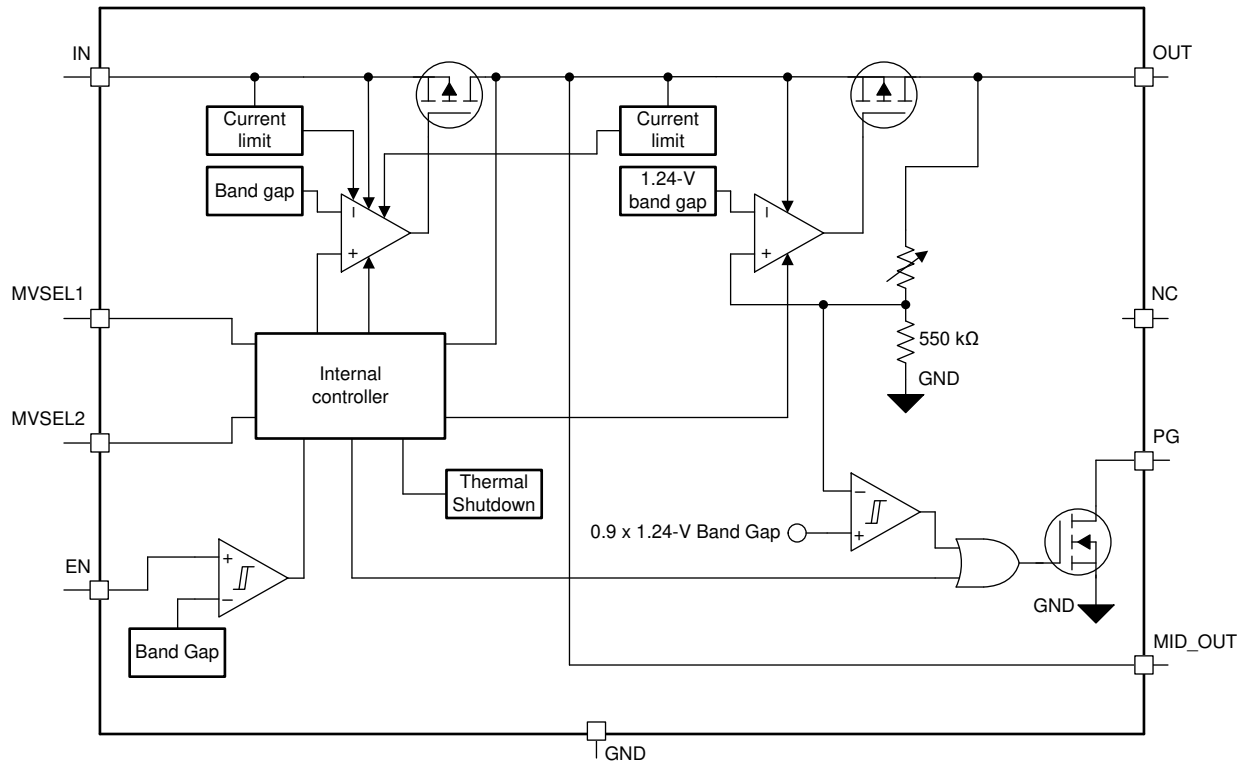 IN
OUT
Current
limit
Current
limit
Band gap
1.24-V
band gap
–
+
–
+
MVSEL1
NC
550 kΩ
Internal
controller
GND
MVSEL2
PG
Thermal
Shutdown
–
0.9 x 1.24-V Band Gap
+
EN
+
–
GND
Band Gap
MID_OUT
GND